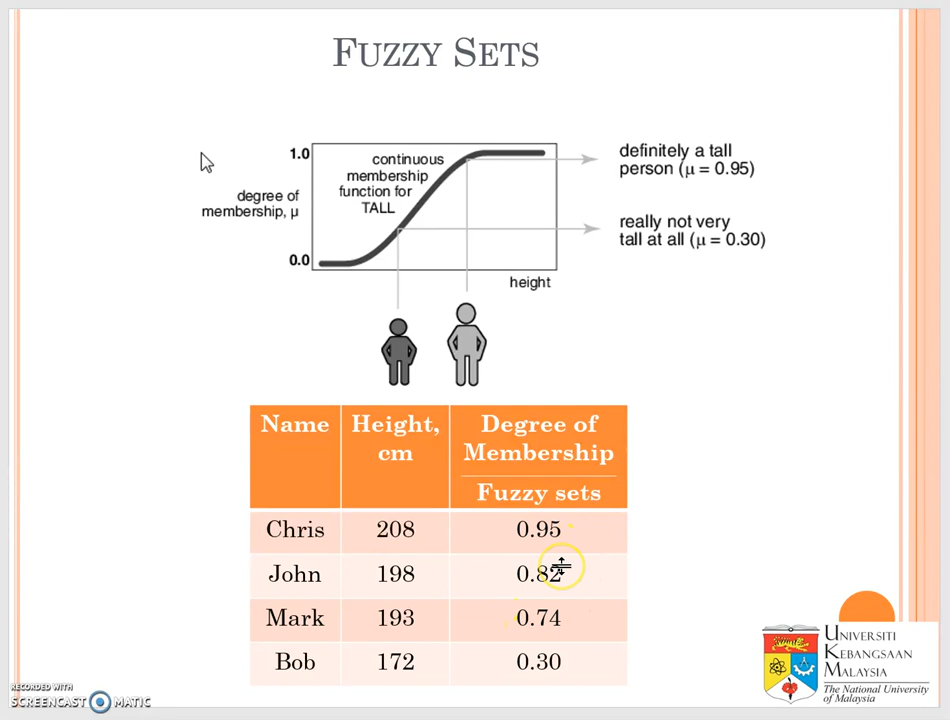 FUZZY SETS
1.0
continuous
membership
function for
TALL
degree of
membership, μ
0.0
height
definitely a tall
person (μ = 0.95)
really not very
tall at all (μ = 0.30)
Name Height, cm Degree of Membership
Fuzzy sets
Chris 208 0.95
John 198 0.82
Mark 193 0.74
Bob 172 0.30
RECORDED WITH
SCREENCAST MATIC
UNIVERSITI
KEBANGSAAN
MALAYSIA
The National University
of Malaysia